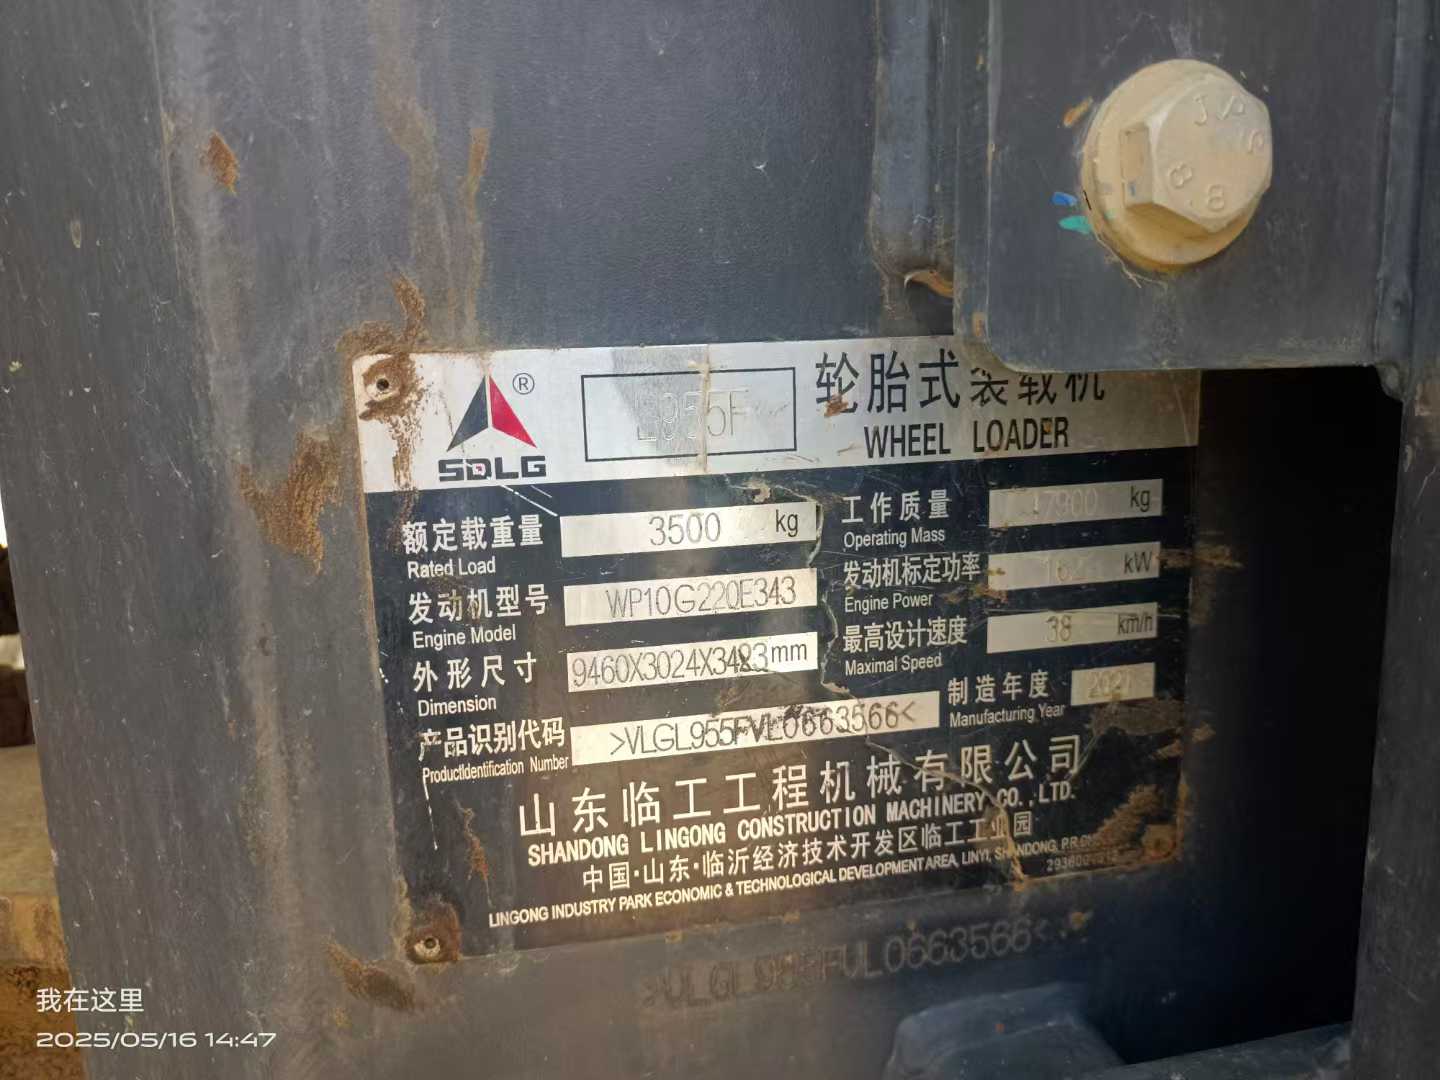 JPS
8.8
®
SDLG
L955F
轮胎式装载机
WHEEL LOADER
额定载重量 3500 kg
Rated Load
工作质量 kg
Operating Mass
发动机型号 WP10G220E343
Engine Model
发动机标定功率 162 kW
Engine Power
外形尺寸 9460X3024X3483mm
Dimension
最高设计速度 38 km/h
Maximal Speed
产品识别代码 >VLGL955FVL0663566<
ProductIdentification Number
制造年度
Manufacturing Year
山东临工工程机械有限公司
SHANDONG LINGONG CONSTRUCTION MACHINERY CO.,LTD.
中国·山东·临沂经济技术开发区临工工业园
LINGONG INDUSTRY PARK ECONOMIC & TECHNOLOGICAL DEVELOPMENT AREA, LINYI, SHANDONG, P.R.
>VLGL955FVL0663566<
我在这里
2025/05/16 14:47